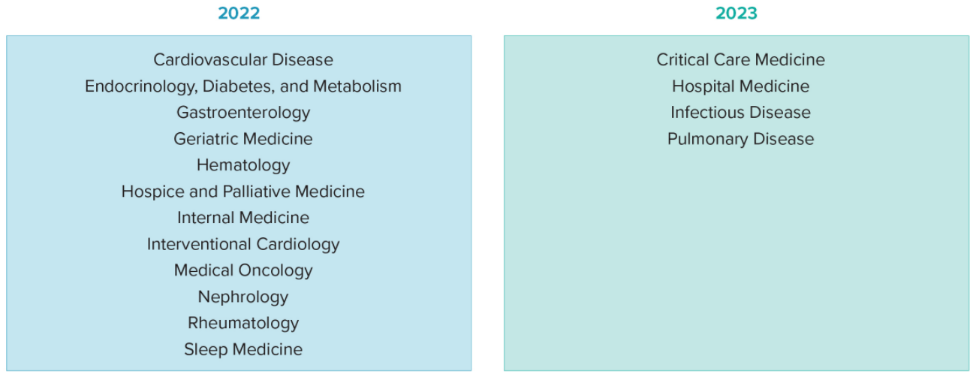 2022
Cardiovascular Disease
Endocrinology, Diabetes, and Metabolism
Gastroenterology
Geriatric Medicine
Hematology
Hospice and Palliative Medicine
Internal Medicine
Interventional Cardiology
Medical Oncology
Nephrology
Rheumatology
Sleep Medicine
2023
Critical Care Medicine
Hospital Medicine
Infectious Disease
Pulmonary Disease